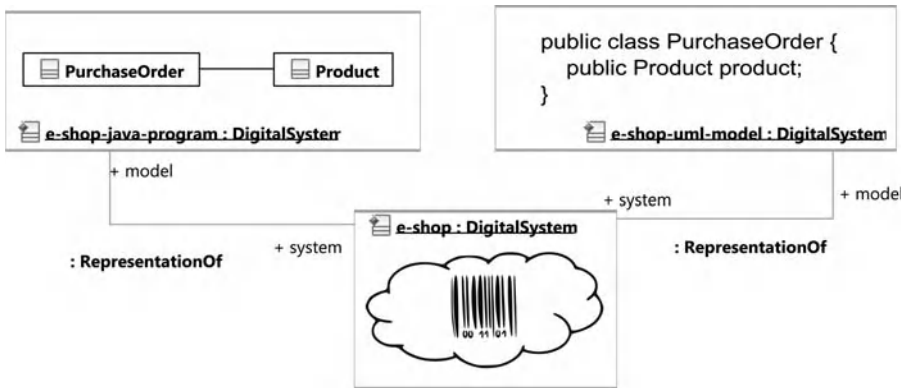 PurchaseOrder
Product
e-shop-java-program : DigitalSystem
public class PurchaseOrder {
public Product product;
}
e-shop-uml-model : DigitalSystem
+ model
+ system
+ model
e-shop : DigitalSystem
: RepresentationOf
+ system
: RepresentationOf
00 11 01